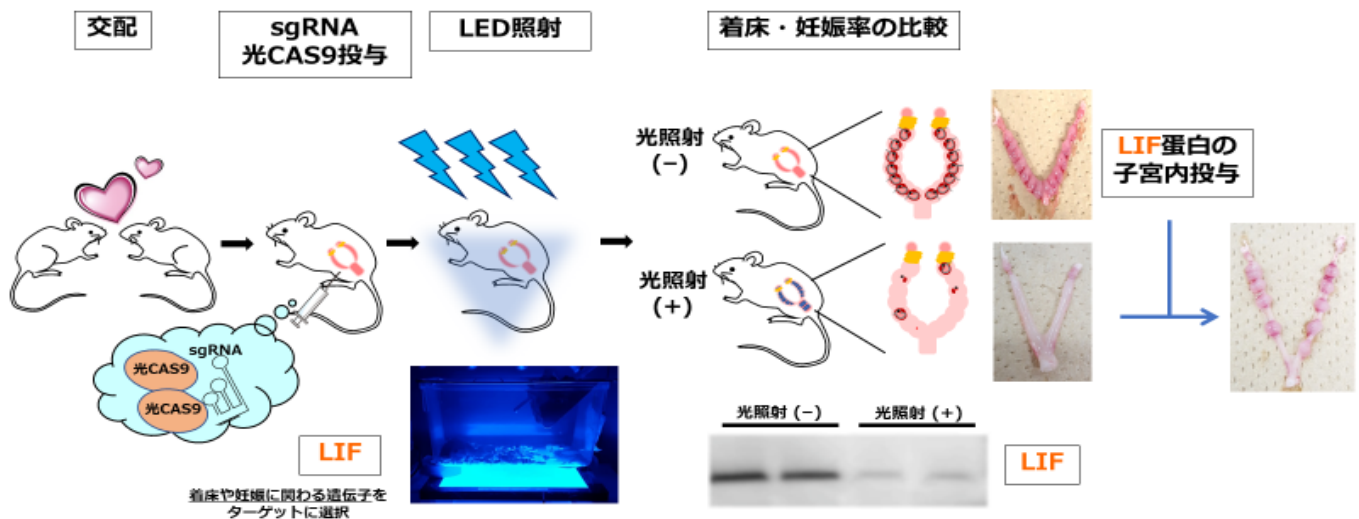 交配
sgRNA
光CAS9投与
LED照射
着床・妊娠率の比較
光照射
(−)
LIF蛋白の
子宮内投与
光照射
(+)
sgRNA
光CAS9
光CAS9
LIF
着床や妊娠に関わる遺伝子を
ターゲットに選択
光照射 (−)
光照射 (+)
LIF